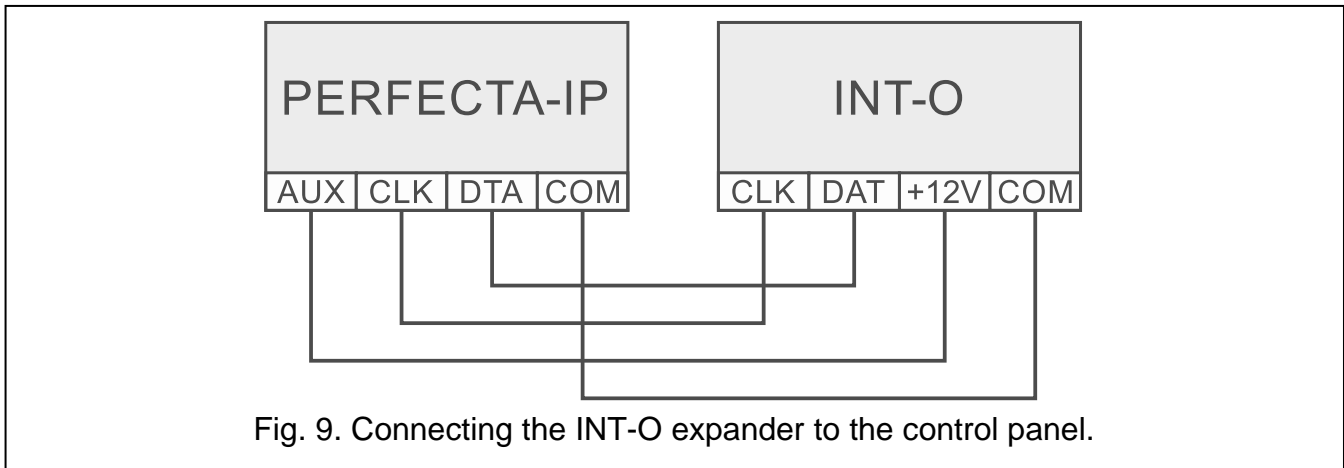 PERFECTA-IP INT-O
AUX CLK DTA COM CLK DAT +12V COM
Fig. 9. Connecting the INT-O expander to the control panel.